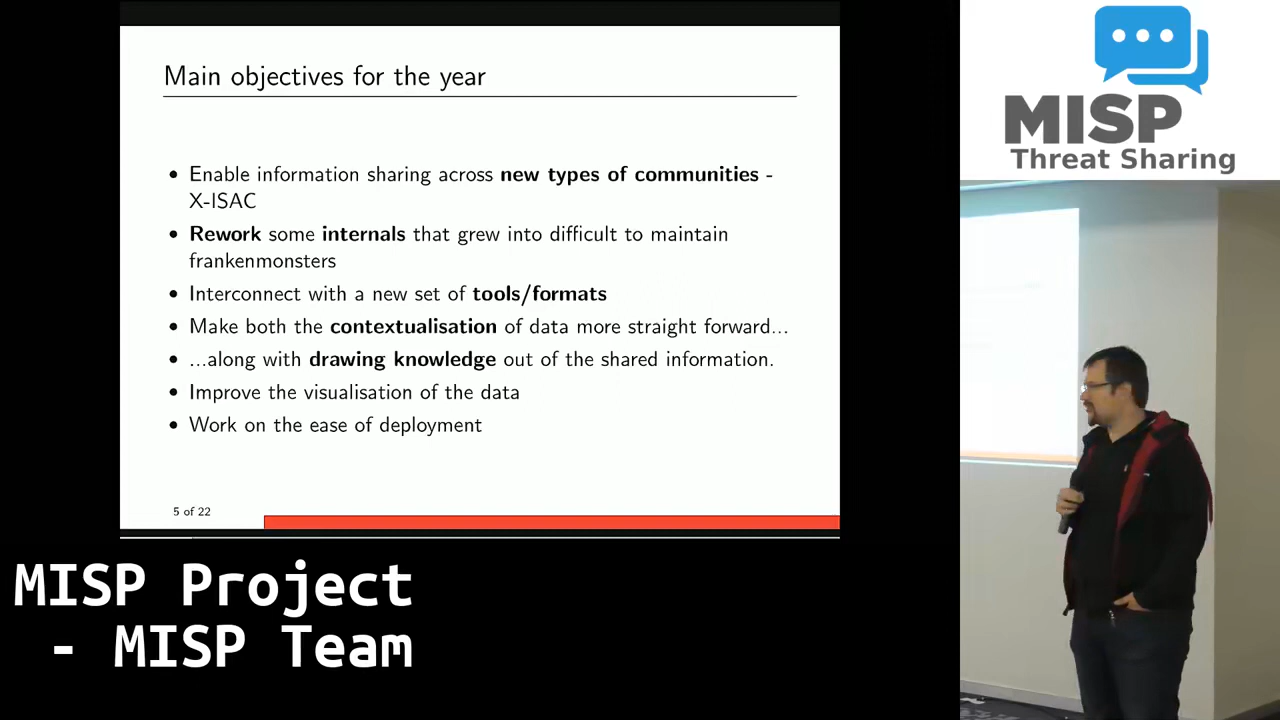 Main objectives for the year
• Enable information sharing across new types of communities -
X-ISAC
• Rework some internals that grew into difficult to maintain
frankenmonsters
• Interconnect with a new set of tools/formats
• Make both the contextualisation of data more straight forward...
• ...along with drawing knowledge out of the shared information.
• Improve the visualisation of the data
• Work on the ease of deployment
5 of 22
MISP
Threat Sharing
MISP Project
- MISP Team